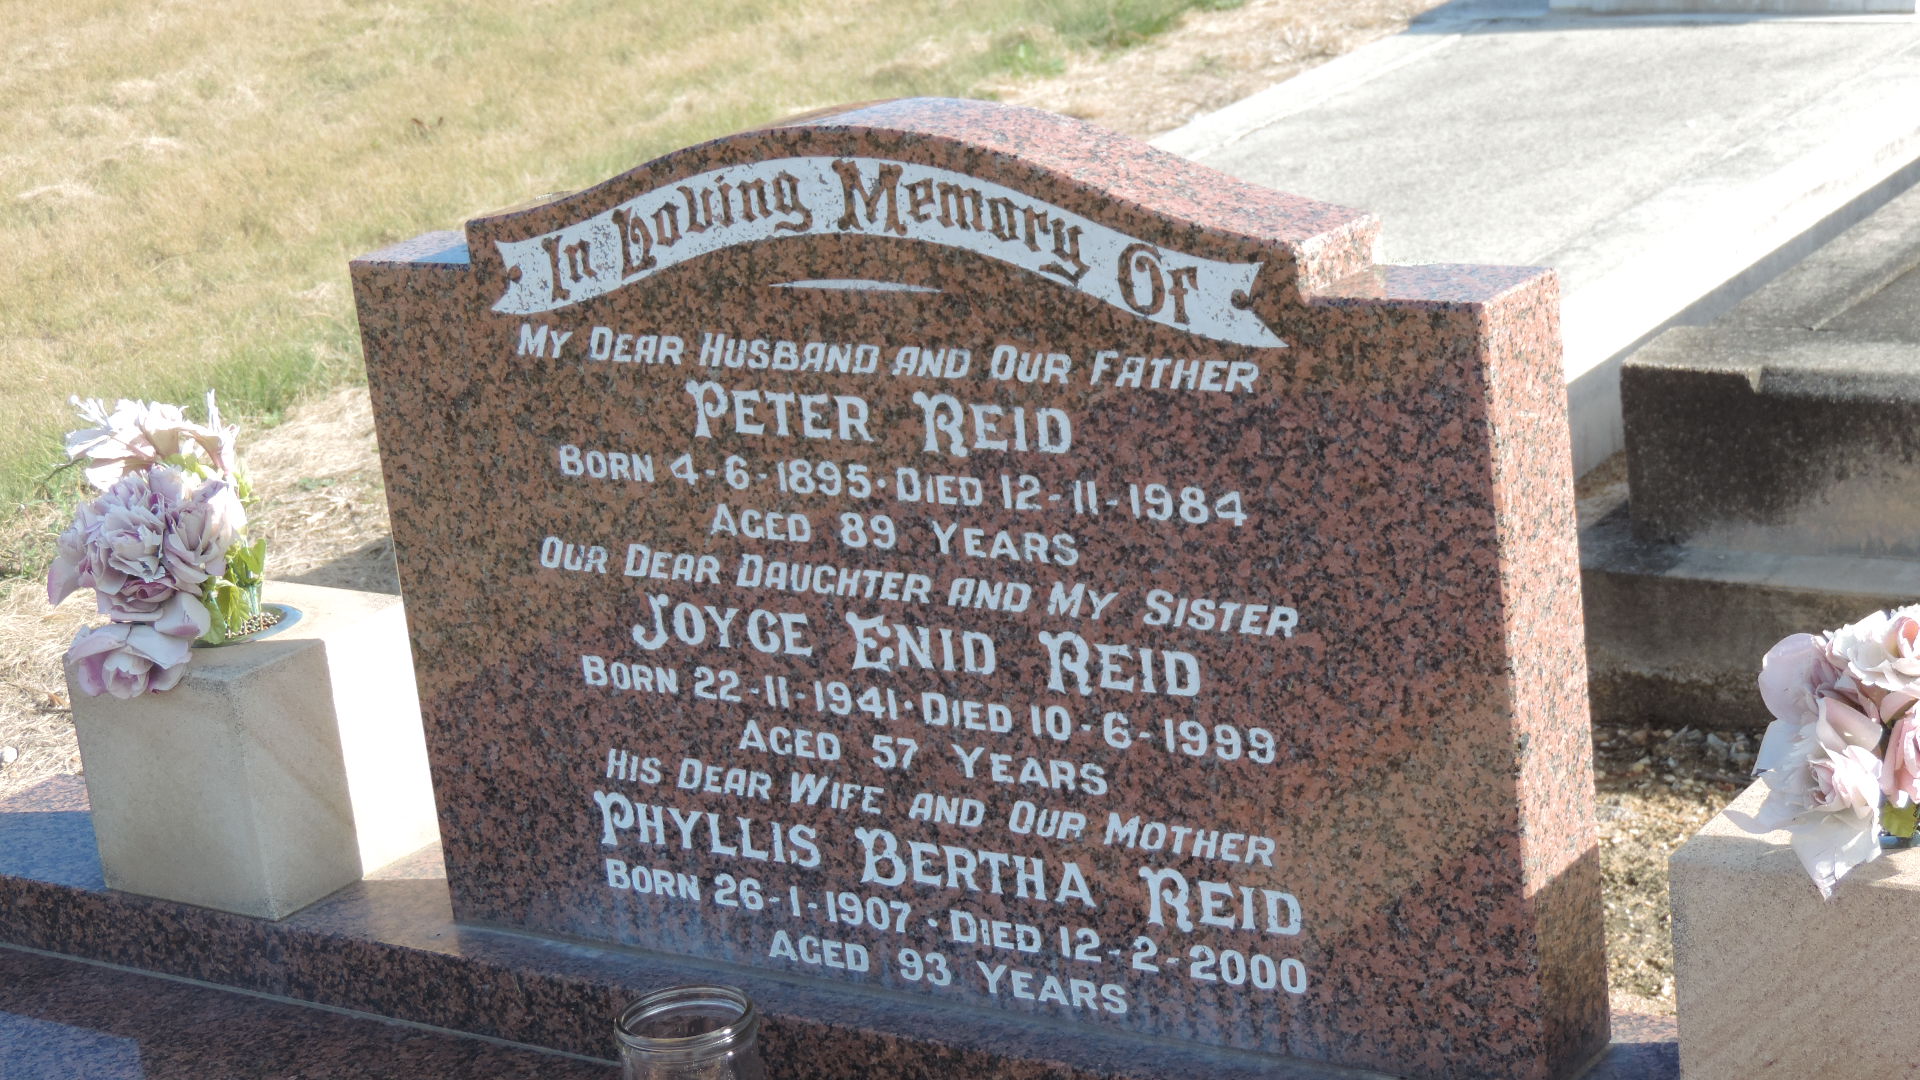 In Loving Memory Of
MY DEAR HUSBAND AND OUR FATHER
PETER REID
BORN 4-6-1895 · DIED 12-11-1984
AGED 89 YEARS
OUR DEAR DAUGHTER AND MY SISTER
JOYCE ENID REID
BORN 22-11-1941 · DIED 10-6-1999
AGED 57 YEARS
HIS DEAR WIFE AND OUR MOTHER
PHYLLIS BERTHA REID
BORN 26-1-1907 · DIED 12-2-2000
AGED 93 YEARS